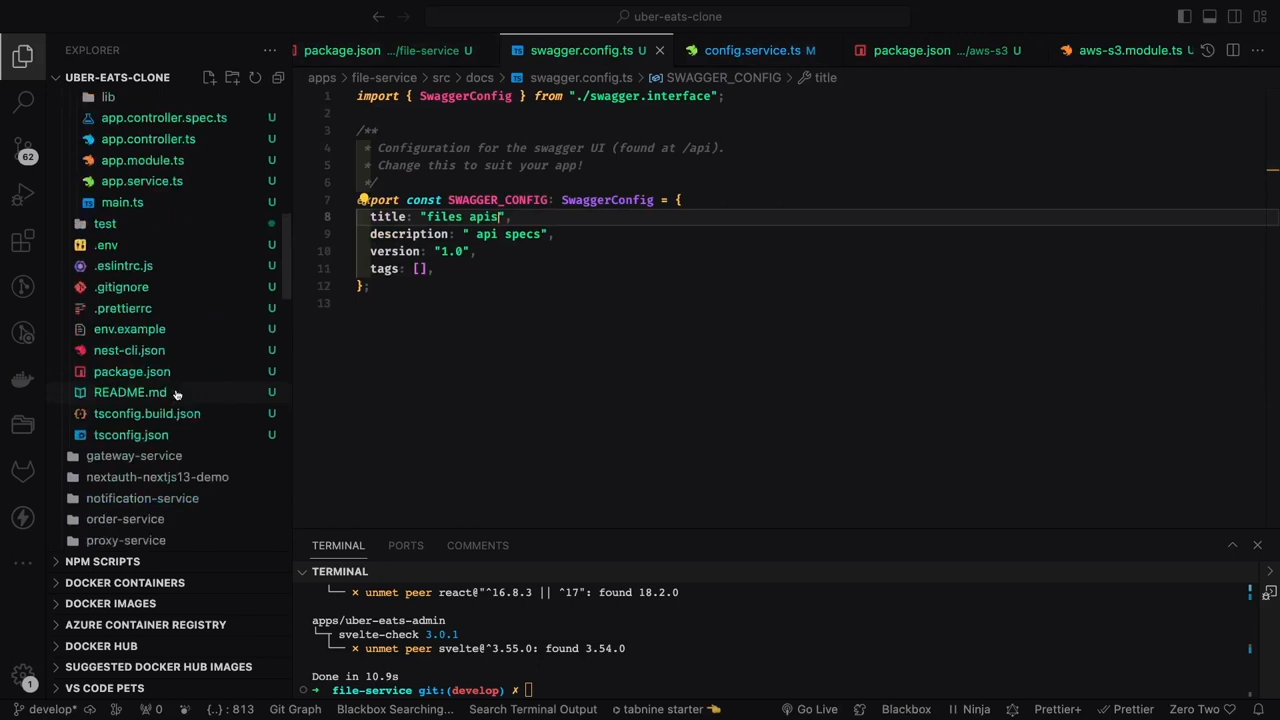 uber-eats-clone
EXPLORER
package.json .../file-service U
swagger.config.ts U
config.service.ts M
package.json .../aws-s3 U
aws-s3.module.ts U
UBER-EATS-CLONE
apps > file-service > src > docs > swagger.config.ts > SWAGGER_CONFIG > title
lib
app.controller.spec.ts U
app.controller.ts U
app.module.ts U
app.service.ts U
main.ts U
test
.env U
.eslintrc.js U
.gitignore U
.prettierrc U
env.example U
nest-cli.json U
package.json U
README.md U
tsconfig.build.json U
tsconfig.json U
gateway-service
nextauth-nextjs13-demo
notification-service
order-service
proxy-service
NPM SCRIPTS
DOCKER CONTAINERS
DOCKER IMAGES
AZURE CONTAINER REGISTRY
DOCKER HUB
SUGGESTED DOCKER HUB IMAGES
VS CODE PETS
62
1
1 import { SwaggerConfig } from "./swagger.interface";
2
3 /**
4 * Configuration for the swagger UI (found at /api).
5 * Change this to suit your app!
6 */
7 export const SWAGGER_CONFIG: SwaggerConfig = {
8 title: "files apis",
9 description: " api specs",
10 version: "1.0",
11 tags: [],
12 };
13
TERMINAL PORTS COMMENTS
TERMINAL
└── ✕ unmet peer react@"^16.8.3 || ^17": found 18.2.0
apps/uber-eats-admin
└─┬ svelte-check 3.0.1
└── ✕ unmet peer svelte@^3.55.0: found 3.54.0
Done in 10.9s
➜ file-service git:(develop) ✗
develop* 0 {..} : 813 Git Graph Blackbox Searching... Search Terminal Output tabnine starter Go Live Blackbox Ninja Prettier+ Prettier Zero Two